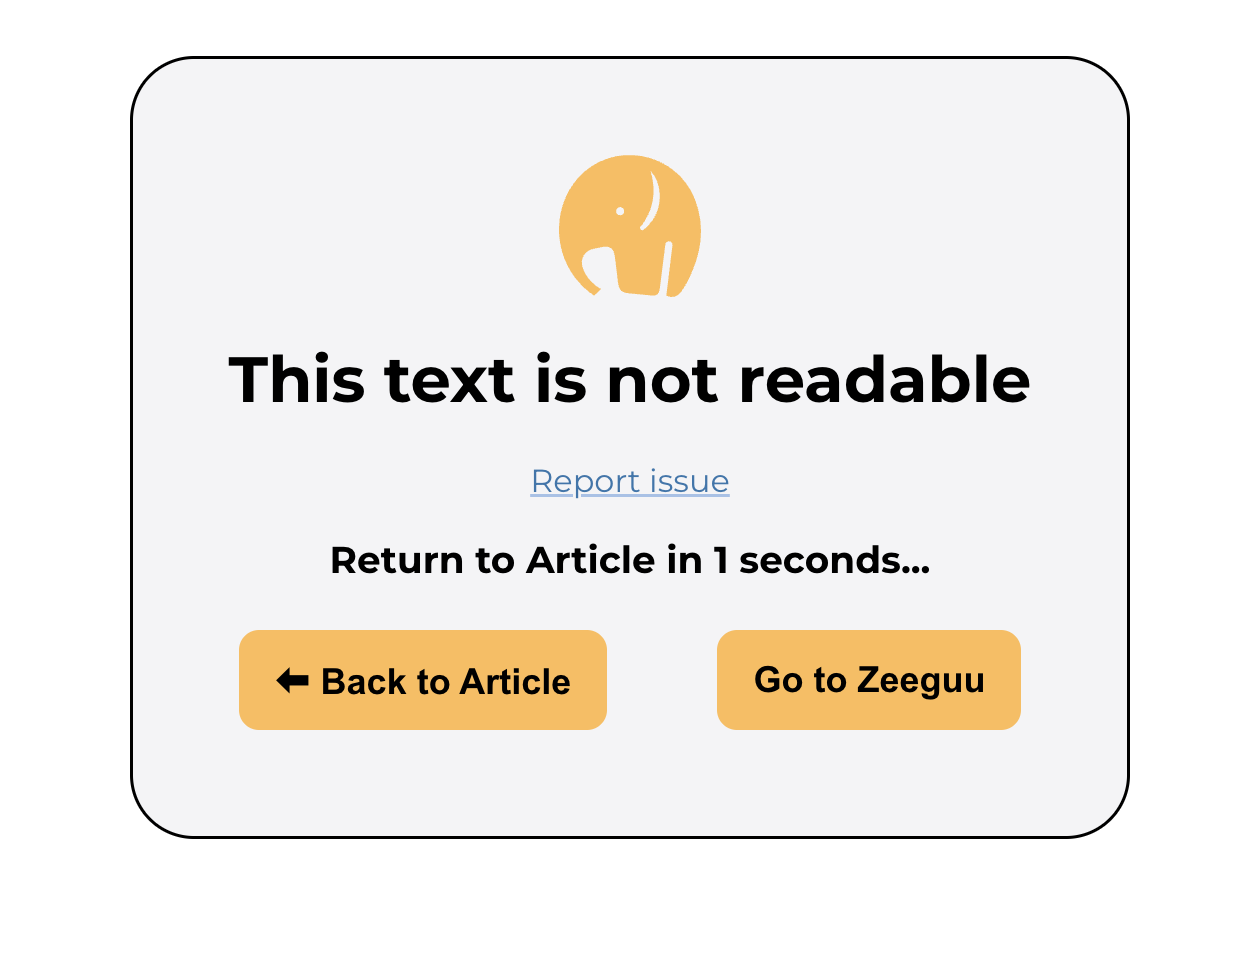 This text is not readable
Report issue
Return to Article in 1 seconds...
⬅ Back to Article
Go to Zeeguu